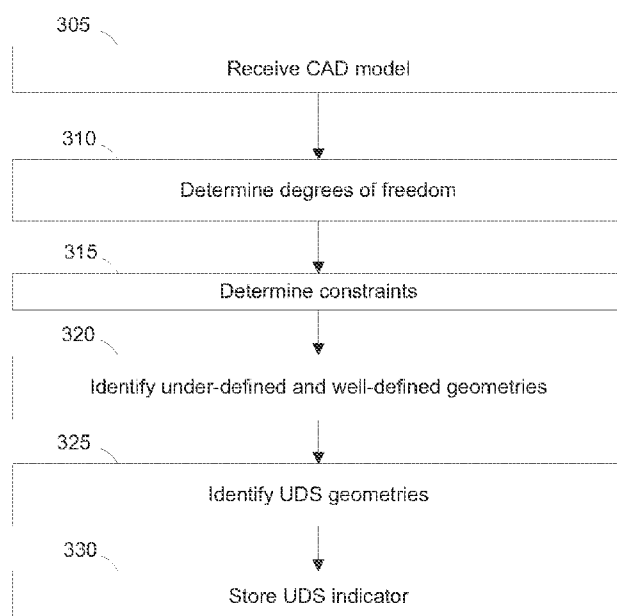 305
Receive CAD model
310
Determine degrees of freedom
315
Determine constraints
320
Identify under-defined and well-defined geometries
325
Identify UDS geometries
330
Store UDS indicator